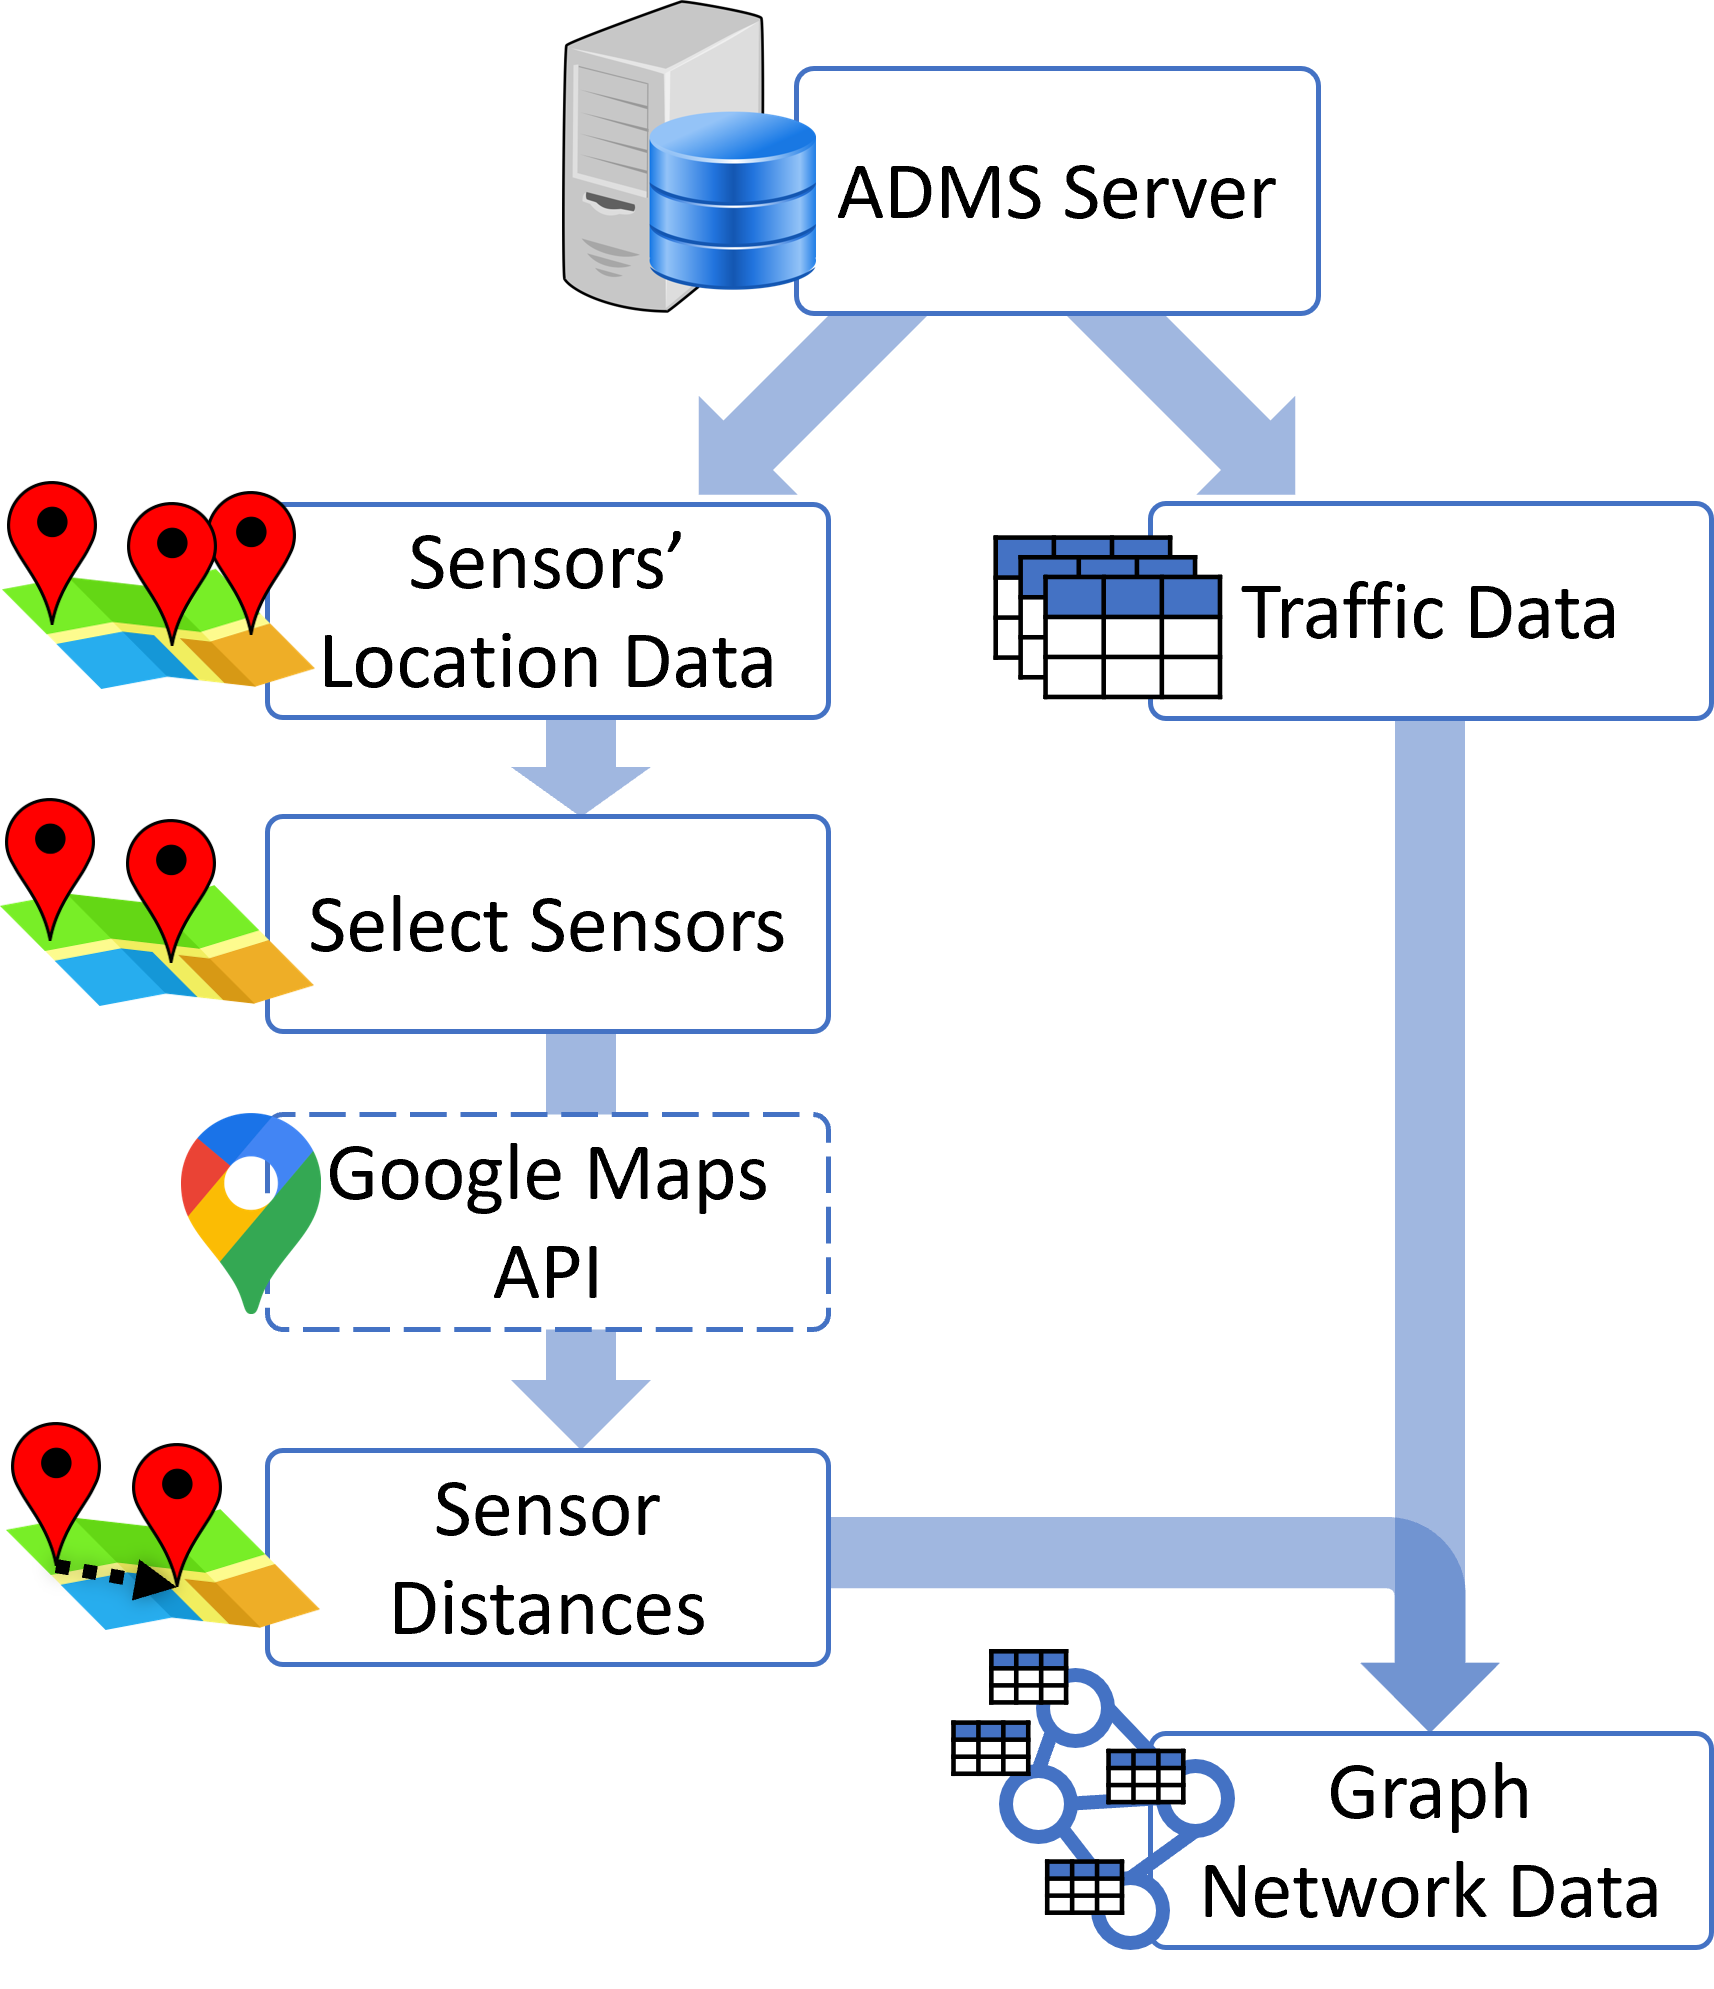 ADMS Server
Sensors’
Location Data
Traffic Data
Select Sensors
Google Maps
API
Sensor
Distances
Graph
Network Data